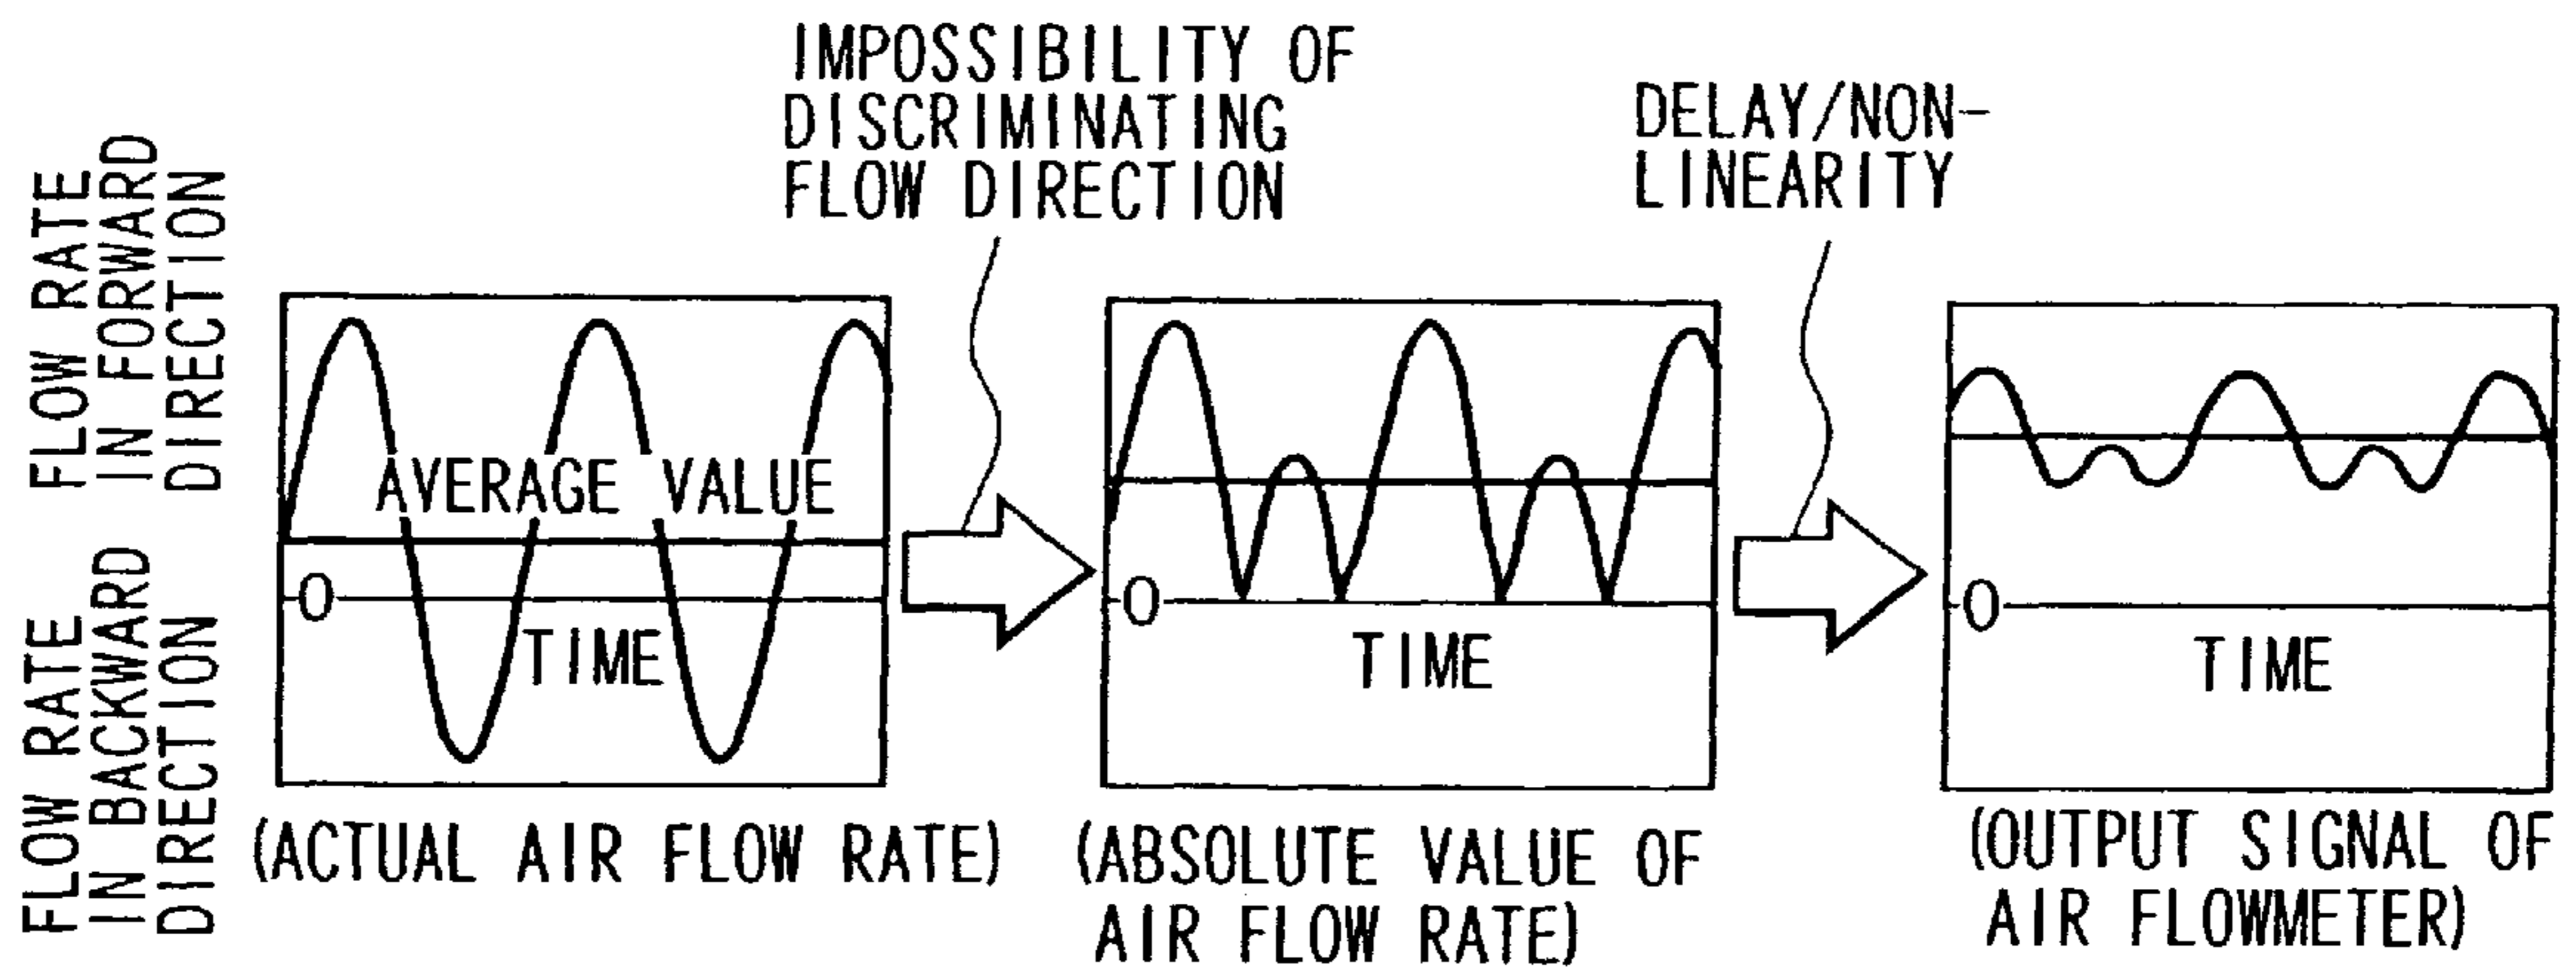 IMPOSSIBILITY OF
DISCRIMINATING
FLOW DIRECTION
DELAY/NON-
LINEARITY
FLOW RATE
IN FORWARD
DIRECTION
FLOW RATE
IN BACKWARD
DIRECTION
AVERAGE VALUE
0
TIME
0
TIME
0
TIME
(ACTUAL AIR FLOW RATE)
(ABSOLUTE VALUE OF
AIR FLOW RATE)
(OUTPUT SIGNAL OF
AIR FLOWMETER)